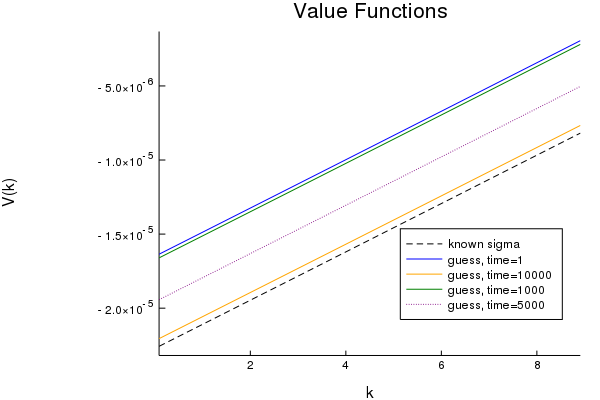 Value Functions
V(k)
- 5.0×10⁻⁶
- 1.0×10⁻⁵
- 1.5×10⁻⁵
- 2.0×10⁻⁵
known sigma
guess, time=1
guess, time=10000
guess, time=1000
guess, time=5000
2 4 6 8
k